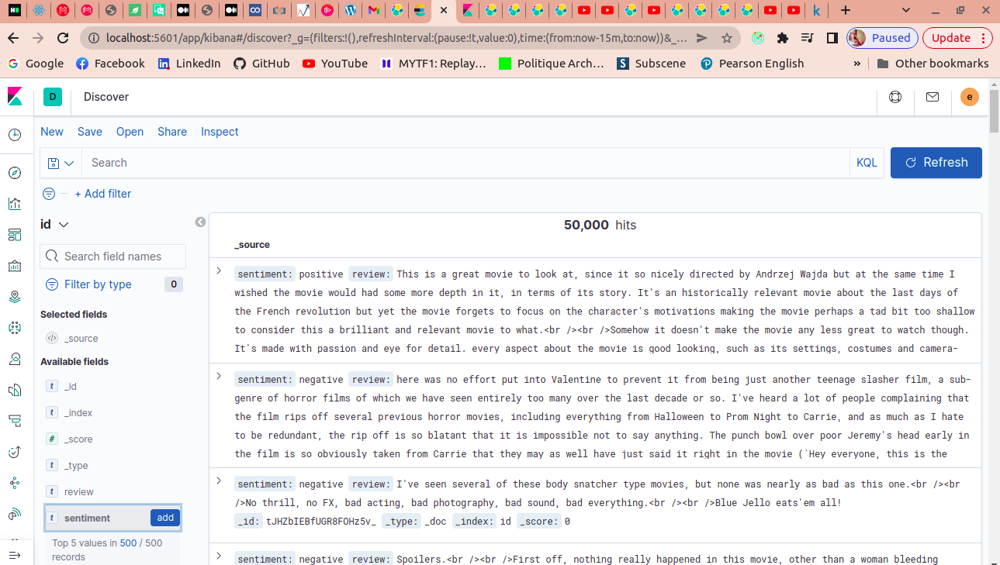 localhost:5601/app/kibana#/discover?_g=(filters:!(),refreshInterval:(pause:!t,value:0),time:(from:now-15m,to:now))&_...
Paused
Update
Google
Facebook
LinkedIn
GitHub
YouTube
MYTF1: Replay,...
Politique Arch...
Subscene
Pearson English
»
Other bookmarks
D
Discover
e
New Save Open Share Inspect
Search
KQL
Refresh
+ Add filter
id
Search field names
Filter by type 0
Selected fields
_source
Available fields
t _id
t _index
# _score
t _type
t review
t sentiment add
Top 5 values in 500 / 500
records
50,000 hits
_source
sentiment: positive review: This is a great movie to look at, since it so nicely directed by Andrzej Wajda but at the same time I
wished the movie would had some more depth in it, in terms of its story. It's an historically relevant movie about the last days of
the French revolution but yet the movie forgets to focus on the character's motivations making the movie perhaps a tad bit too shallow
to consider this a brilliant and relevant movie to what.<br /><br />Somehow it doesn't make the movie any less great to watch though.
It's made with passion and eye for detail. every aspect about the movie is good looking, such as its settings, costumes and camera-
sentiment: negative review: here was no effort put into Valentine to prevent it from being just another teenage slasher film, a sub-
genre of horror films of which we have seen entirely too many over the last decade or so. I've heard a lot of people complaining that
the film rips off several previous horror movies, including everything from Halloween to Prom Night to Carrie, and as much as I hate
to be redundant, the rip off is so blatant that it is impossible not to say anything. The punch bowl over poor Jeremy's head early in
the film is so obviously taken from Carrie that they may as well have just said it right in the movie (`Hey everyone, this is the
sentiment: negative review: I've seen several of these body snatcher type movies, but none was nearly as bad as this one.<br /><br
/>No thrill, no FX, bad acting, bad photography, bad sound, bad everything.<br /><br />Blue Jello eats'em all!
_id: tJHZbIEBfUGR8FOHz5v_ _type: _doc _index: id _score: 0
sentiment: negative review: Spoilers.<br /><br />First off, nothing really happened in this movie, other than a woman bleeding